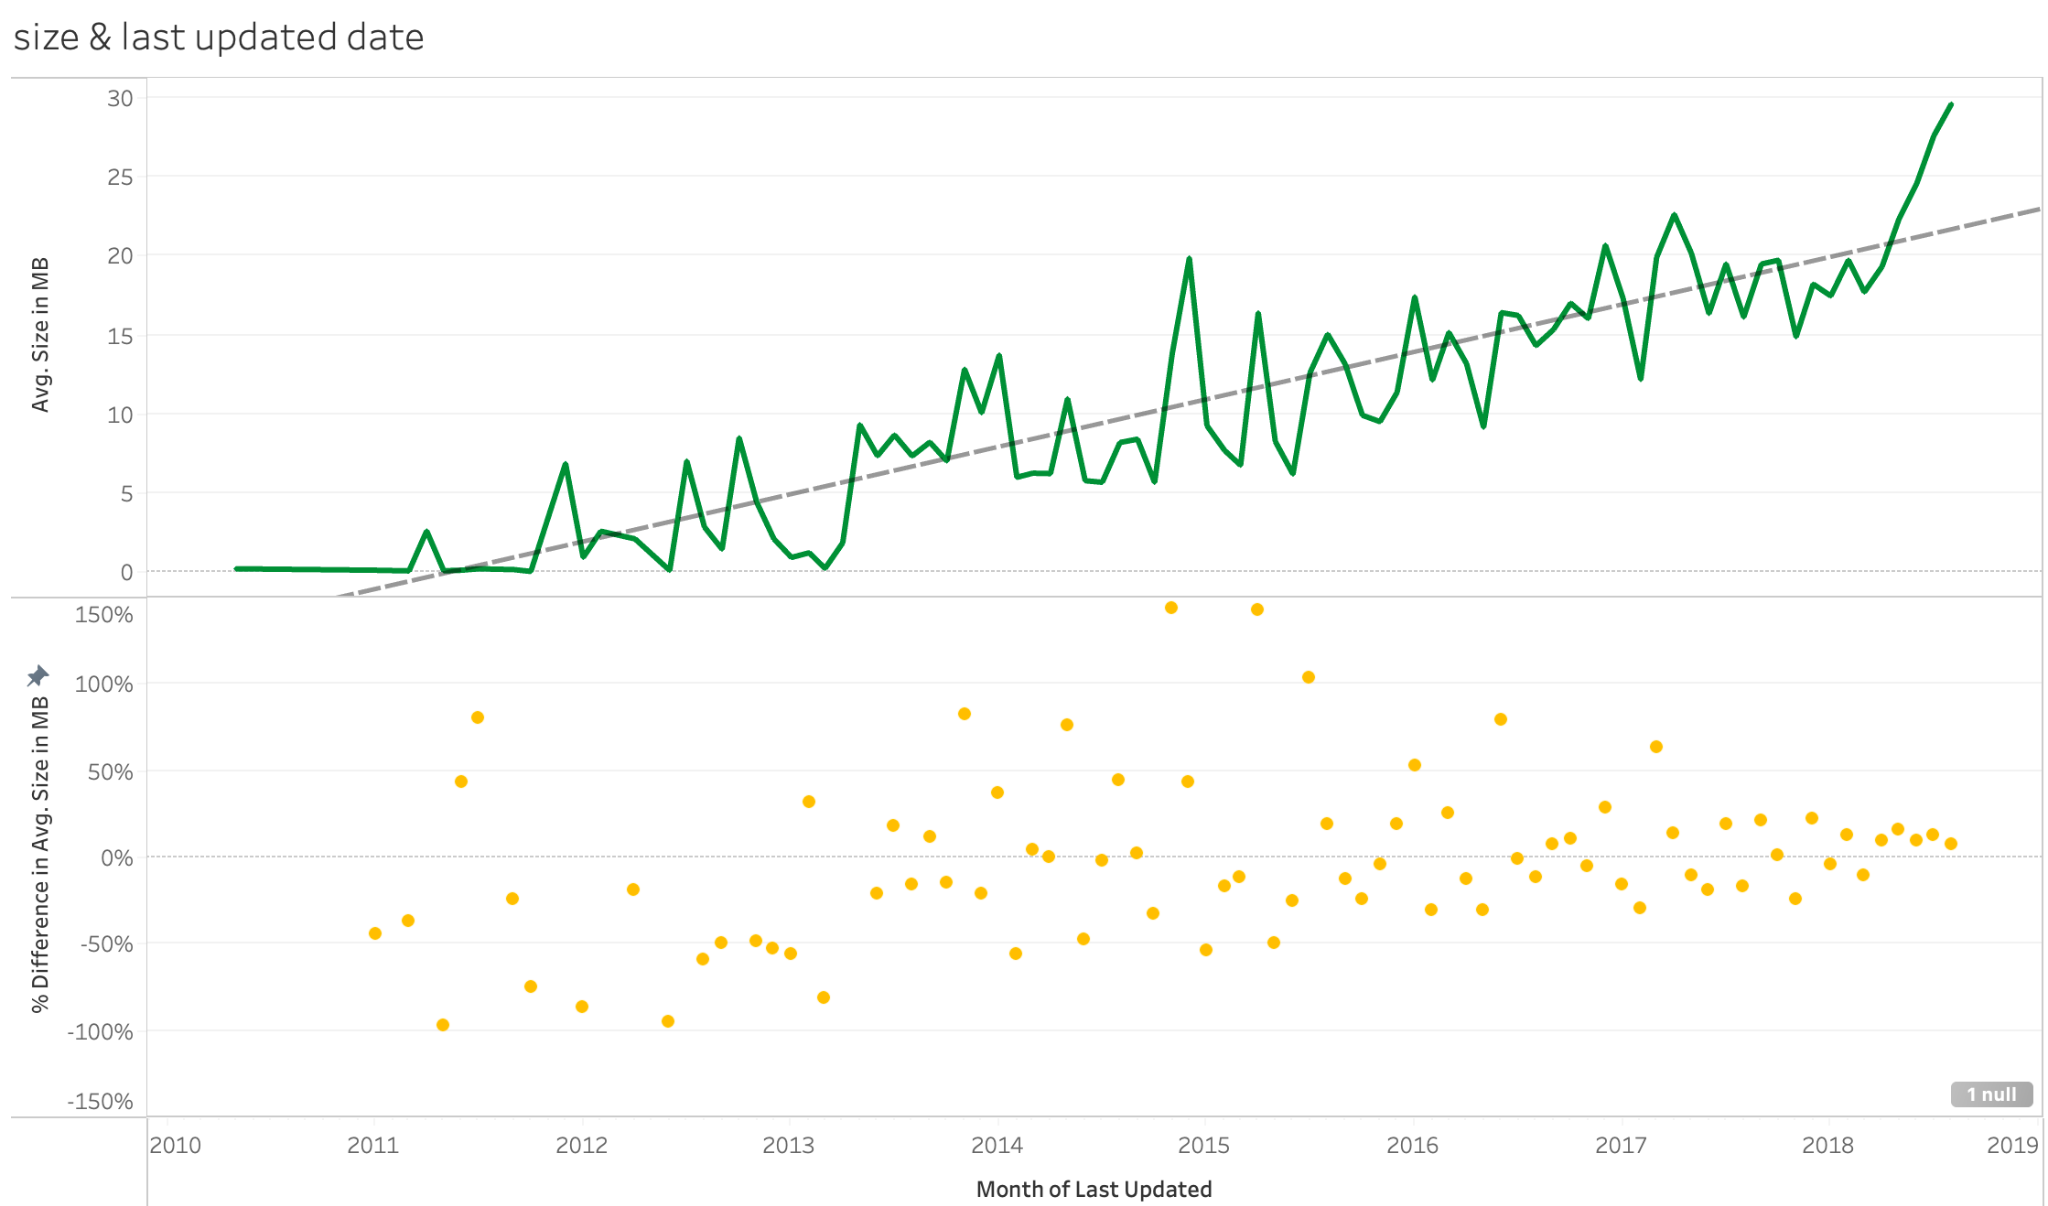 size & last updated date
30
25
20
15
10
5
0
Avg. Size in MB
150%
100%
50%
0%
-50%
-100%
-150%
% Difference in Avg. Size in MB
1 null
2010 2011 2012 2013 2014 2015 2016 2017 2018 2019
Month of Last Updated